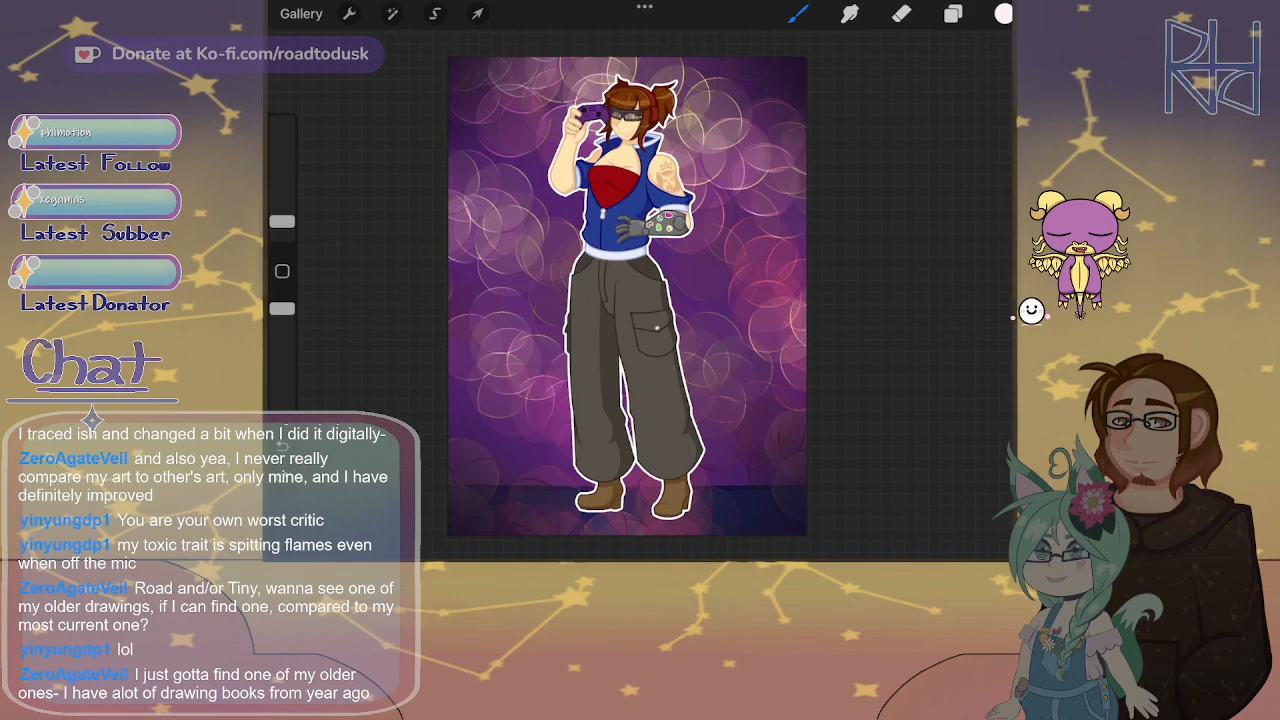 Gallery
Donate at Ko-fi.com/roadtodusk
phimotion
Latest Follow
xcgamas
Latest Subber
Latest Donator
Chat
I traced ish and changed a bit when I did it digitally-
ZeroAgateVeil and also yea, I never really
compare my art to other's art, only mine, and I have
definitely improved
yinyungdp1 You are your own worst critic
yinyungdp1 my toxic trait is spitting flames even
when off the mic
ZeroAgateVeil Road and/or Tiny, wanna see one of
my older drawings, if I can find one, compared to my
most current one?
yinyungdp1 lol
ZeroAgateVeil I just gotta find one of my older
ones- I have alot of drawing books from year ago